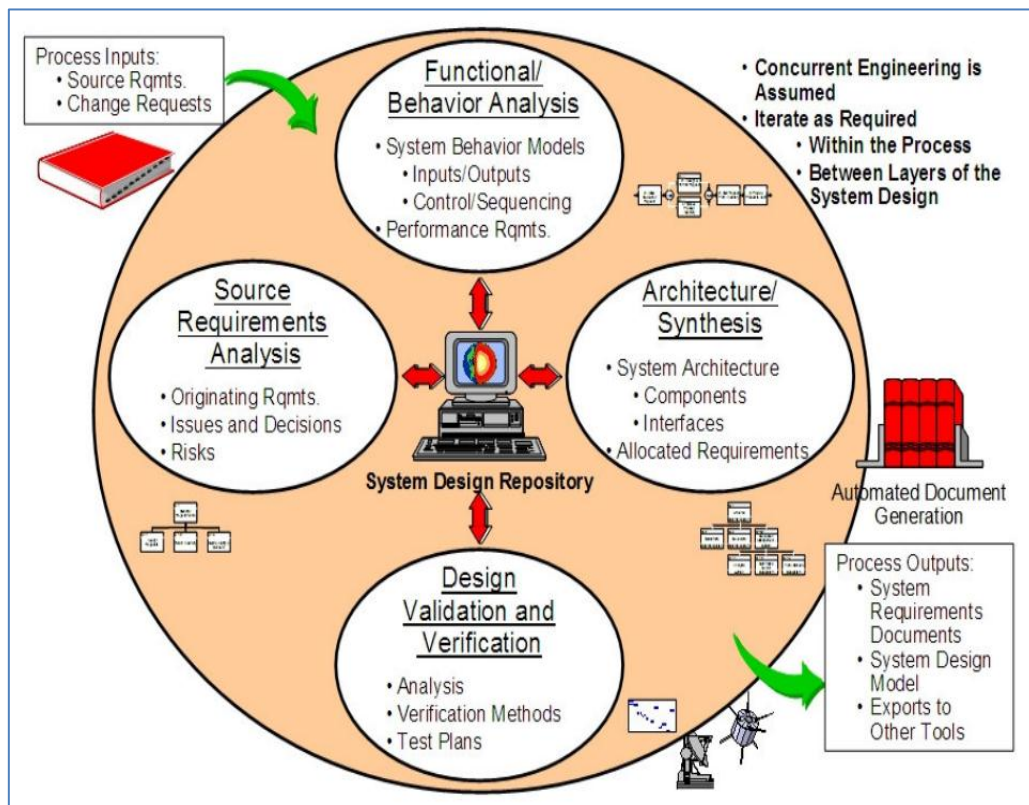 Process Inputs:
• Source Rqmts.
• Change Requests
Functional/
Behavior Analysis
• System Behavior Models
• Inputs/Outputs
• Control/Sequencing
• Performance Rqmts.
• Concurrent Engineering is
Assumed
• Iterate as Required
• Within the Process
• Between Layers of the
System Design
Source
Requirements
Analysis
• Originating Rqmts.
• Issues and Decisions
• Risks
System Design Repository
Architecture/
Synthesis
• System Architecture
• Components
• Interfaces
• Allocated Requirements
Automated Document
Generation
Design
Validation and
Verification
• Analysis
• Verification Methods
• Test Plans
Process Outputs:
• System
Requirements
Documents
• System Design
Model
• Exports to
Other Tools